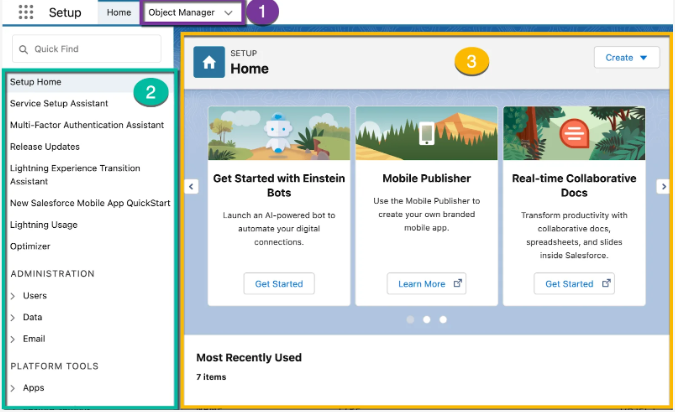 Setup Home Object Manager 1
Quick Find
Setup Home
2
Service Setup Assistant
Multi-Factor Authentication Assistant
Release Updates
Lightning Experience Transition
Assistant
New Salesforce Mobile App QuickStart
Lightning Usage
Optimizer
ADMINISTRATION
Users
Data
Email
PLATFORM TOOLS
Apps
SETUP
Home
3
Create
Get Started with Einstein
Bots
Launch an AI-powered bot to
automate your digital
connections.
Get Started
Mobile Publisher
Use the Mobile Publisher to
create your own branded
mobile app.
Learn More
Real-time Collaborative
Docs
Transform productivity with
collaborative docs,
spreadsheets, and slides
inside Salesforce.
Get Started
Most Recently Used
7 items